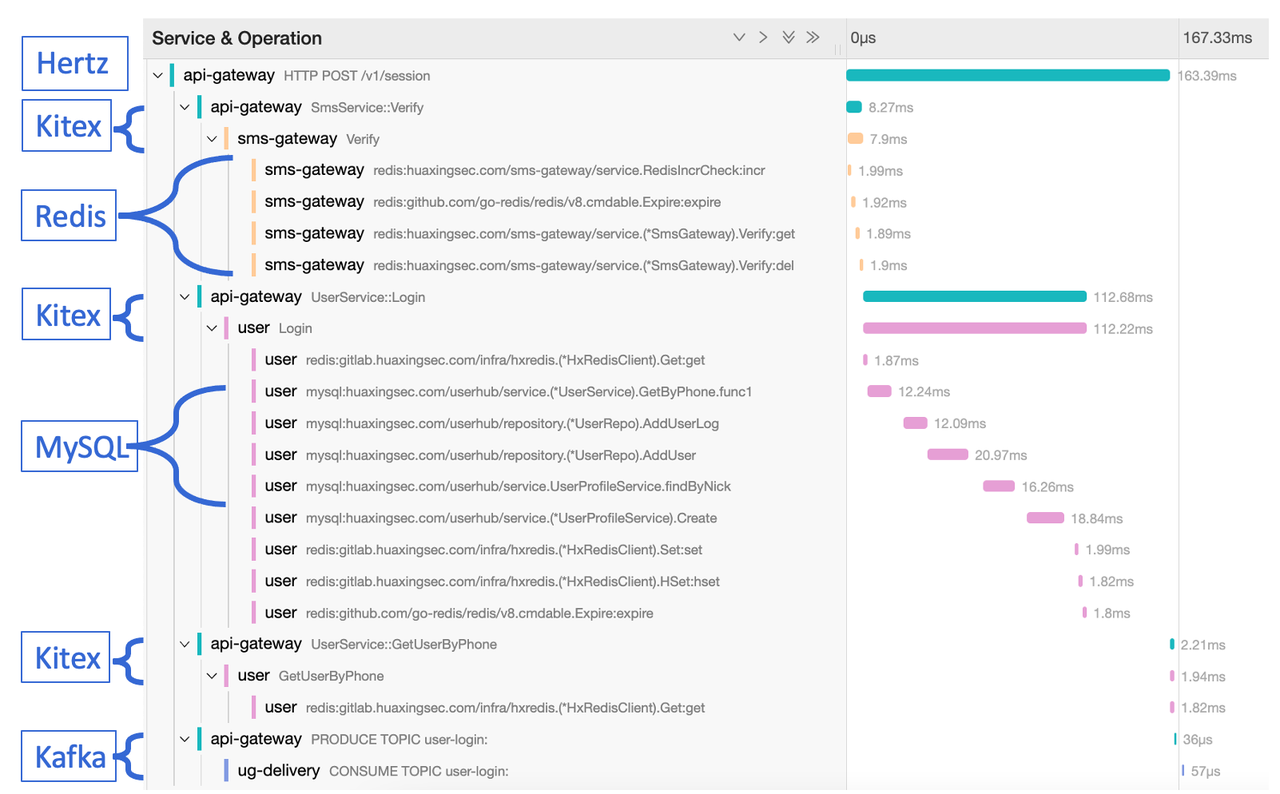 Service & Operation 0µs 167.33ms
Hertz
api-gateway HTTP POST /v1/session 163.39ms
Kitex
api-gateway SmsService::Verify 8.27ms
sms-gateway Verify 7.9ms
Redis
sms-gateway redis:huaxingsec.com/sms-gateway/service.RedisIncrCheck:incr 1.99ms
sms-gateway redis:github.com/go-redis/redis/v8.cmdable.Expire:expire 1.92ms
sms-gateway redis:huaxingsec.com/sms-gateway/service.(*SmsGateway).Verify:get 1.89ms
sms-gateway redis:huaxingsec.com/sms-gateway/service.(*SmsGateway).Verify:del 1.9ms
Kitex
api-gateway UserService::Login 112.68ms
user Login 112.22ms
user redis:gitlab.huaxingsec.com/infra/hxredis.(*HxRedisClient).Get:get 1.87ms
MySQL
user mysql:huaxingsec.com/userhub/service.(*UserService).GetByPhone.func1 12.24ms
user mysql:huaxingsec.com/userhub/repository.(*UserRepo).AddUserLog 12.09ms
user mysql:huaxingsec.com/userhub/repository.(*UserRepo).AddUser 20.97ms
user mysql:huaxingsec.com/userhub/service.UserProfileService.findByNick 16.26ms
user mysql:huaxingsec.com/userhub/service.(*UserProfileService).Create 18.84ms
user redis:gitlab.huaxingsec.com/infra/hxredis.(*HxRedisClient).Set:set 1.99ms
user redis:gitlab.huaxingsec.com/infra/hxredis.(*HxRedisClient).HSet:hset 1.82ms
user redis:github.com/go-redis/redis/v8.cmdable.Expire:expire 1.8ms
Kitex
api-gateway UserService::GetUserByPhone 2.21ms
user GetUserByPhone 1.94ms
user redis:gitlab.huaxingsec.com/infra/hxredis.(*HxRedisClient).Get:get 1.82ms
Kafka
api-gateway PRODUCE TOPIC user-login: 36µs
ug-delivery CONSUME TOPIC user-login: 57µs